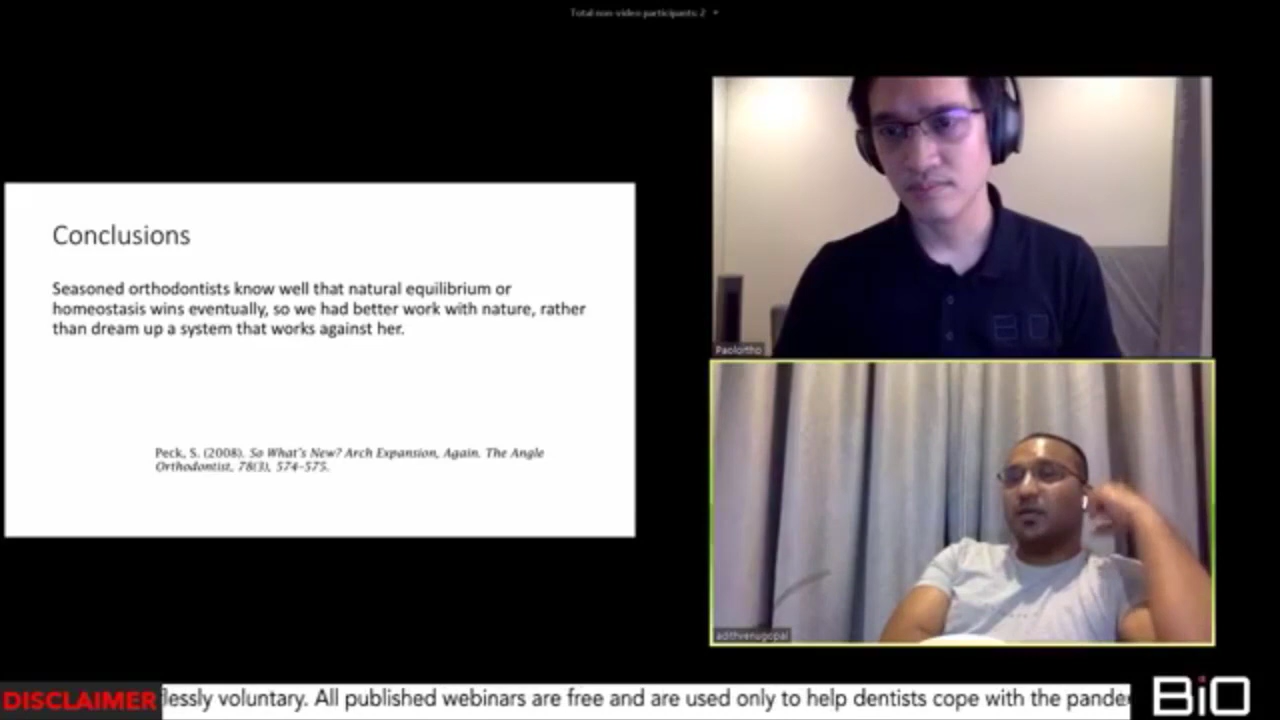 Total non-video participants: 2
Conclusions
Seasoned orthodontists know well that natural equilibrium or
homeostasis wins eventually, so we had better work with nature, rather
than dream up a system that works against her.
Peck, S. (2008). So What's New? Arch Expansion, Again. The Angle
Orthodontist, 78(3), 574–575.
BIO
Paolortho
adithvenugopal
DISCLAIMER
lessly voluntary. All published webinars are free and are used only to help dentists cope with the pande
BiO